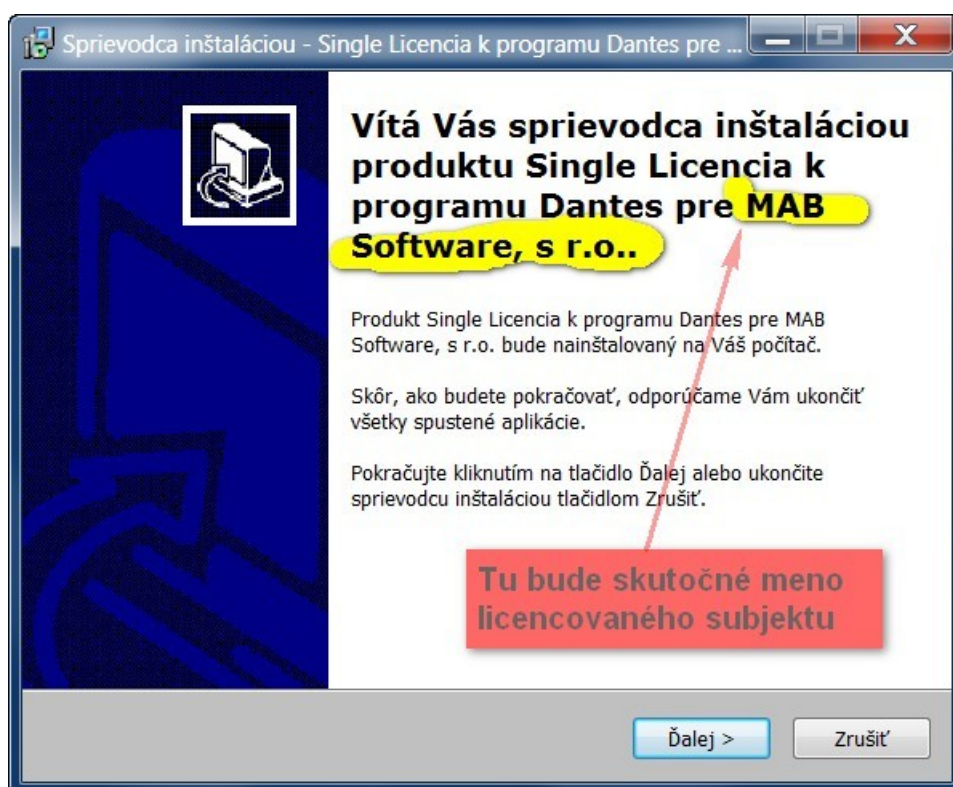 Sprievodca inštaláciou - Single Licencia k programu Dantes pre ...
Vítá Vás sprievodca inštaláciou
produktu Single Licencia k
programu Dantes pre MAB
Software, s r.o..
Produkt Single Licencia k programu Dantes pre MAB
Software, s r.o. bude nainštalovaný na Váš počítač.
Skôr, ako budete pokračovať, odporúčame Vám ukončiť
všetky spustené aplikácie.
Pokračujte kliknutím na tlačidlo Ďalej alebo ukončite
sprievodcu inštaláciou tlačidlom Zrušiť.
Tu bude skutočné meno
licencovaného subjektu
Ďalej >
Zrušiť